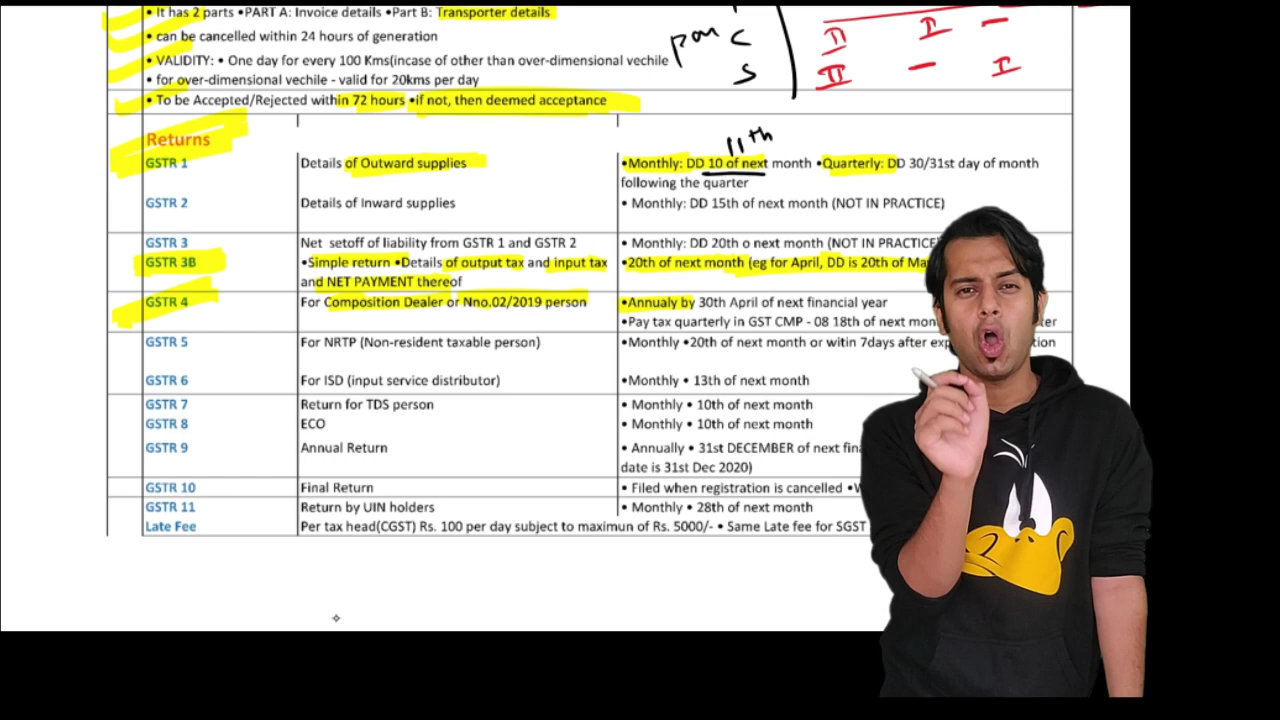 • It has 2 parts •PART A: Invoice details •Part B: Transporter details
• can be cancelled within 24 hours of generation
• VALIDITY: • One day for every 100 Kms(incase of other than over-dimensional vechile
• for over-dimensional vechile - valid for 20kms per day
• To be Accepted/Rejected within 72 hours •if not, then deemed acceptance
C
S
II I –
II – I
Returns
11th
GSTR 1 Details of Outward supplies •Monthly: DD 10 of next month •Quarterly: DD 30/31st day of month
following the quarter
GSTR 2 Details of Inward supplies • Monthly: DD 15th of next month (NOT IN PRACTICE)
GSTR 3 Net setoff of liability from GSTR 1 and GSTR 2 • Monthly: DD 20th o next month (NOT IN PRACTICE
GSTR 3B •Simple return •Details of output tax and input tax •20th of next month (eg for April, DD is 20th of Ma
and NET PAYMENT thereof
GSTR 4 For Composition Dealer or Nno.02/2019 person •Annualy by 30th April of next financial year
•Pay tax quarterly in GST CMP - 08 18th of next mon ter
GSTR 5 For NRTP (Non-resident taxable person) •Monthly •20th of next month or witin 7days after exp tion
GSTR 6 For ISD (input service distributor) •Monthly • 13th of next month
GSTR 7 Return for TDS person • Monthly • 10th of next month
GSTR 8 ECO • Monthly • 10th of next month
GSTR 9 Annual Return • Annually • 31st DECEMBER of next fin
date is 31st Dec 2020)
GSTR 10 Final Return • Filed when registration is cancelled •
GSTR 11 Return by UIN holders • Monthly • 28th of next month
Late Fee Per tax head(CGST) Rs. 100 per day subject to maximun of Rs. 5000/- • Same Late fee for SGST